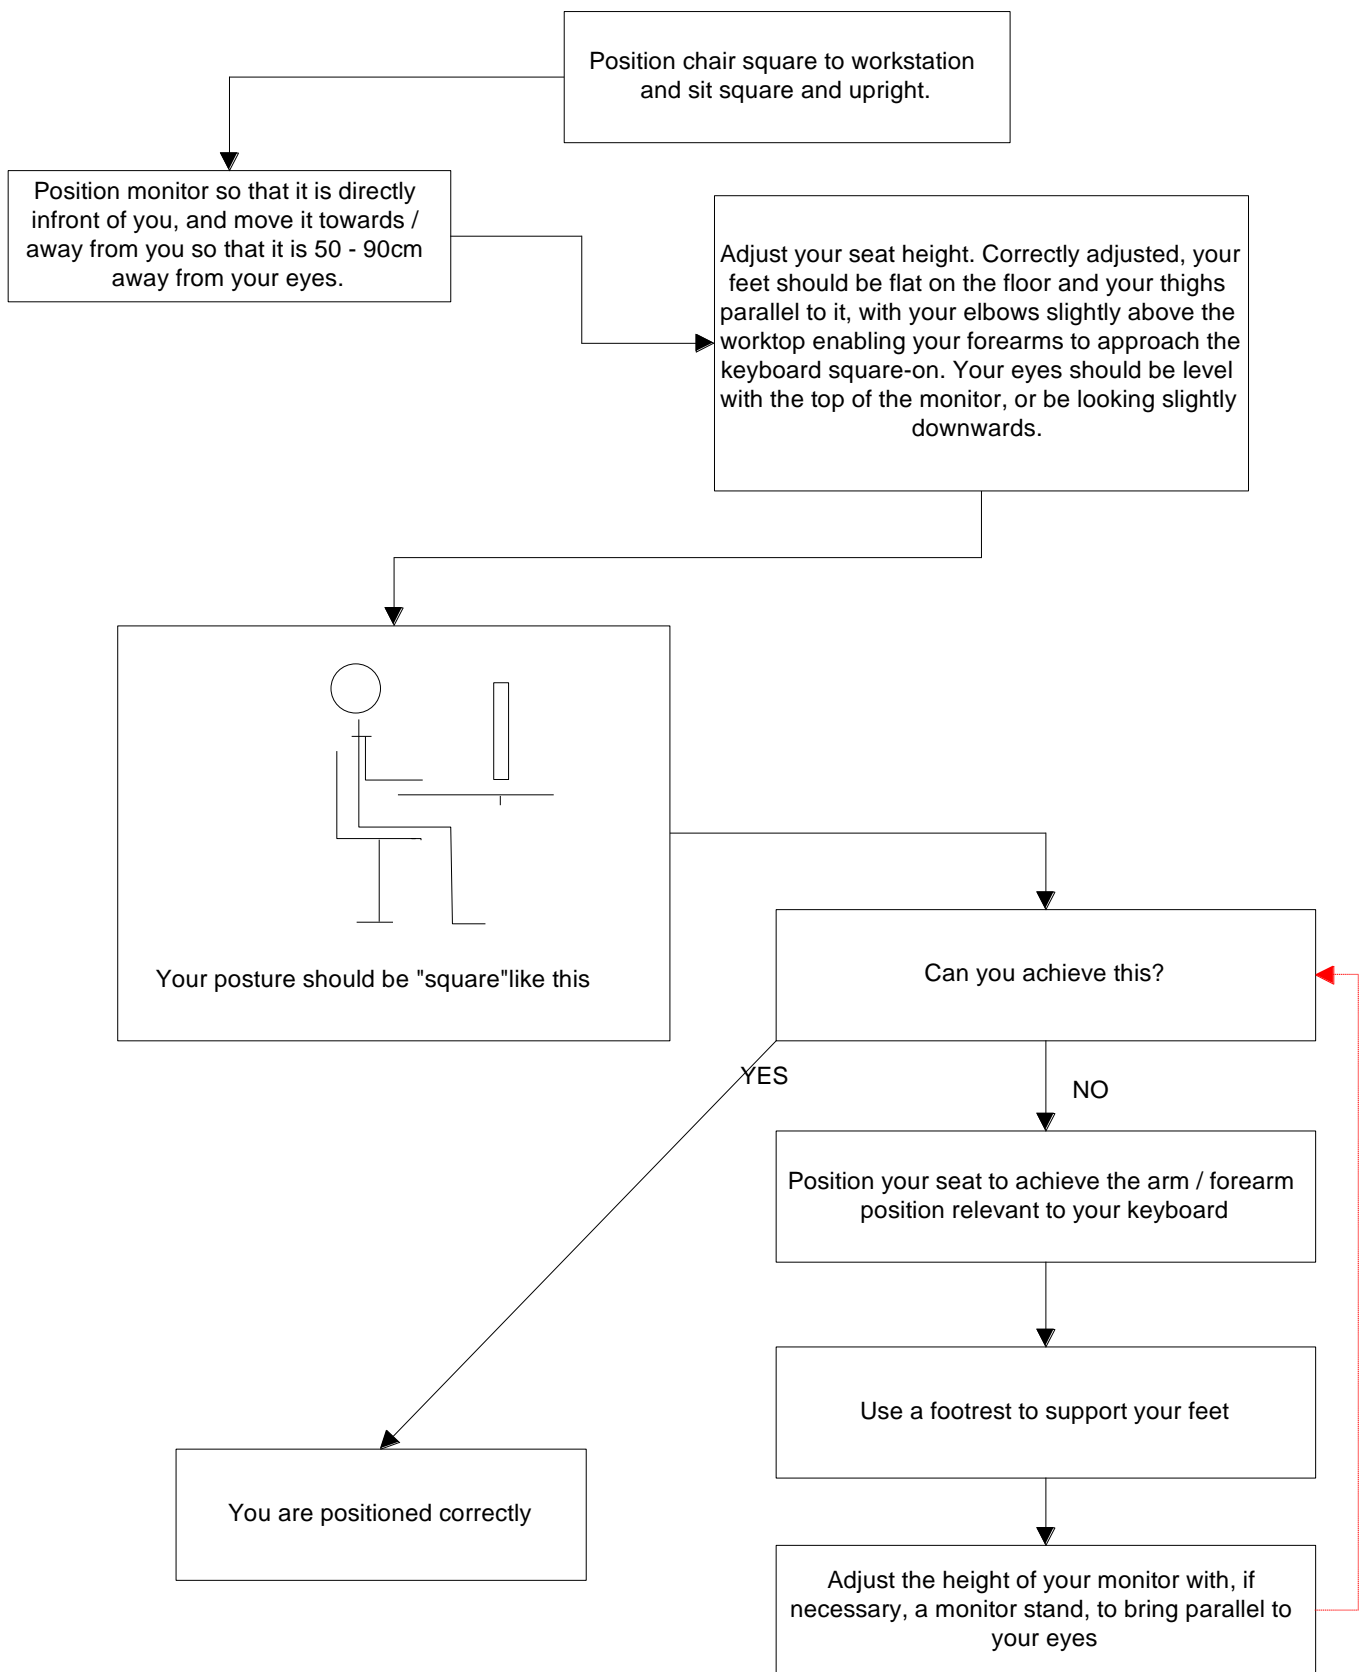 Position chair square to workstation
and sit square and upright.
Position monitor so that it is directly
infront of you, and move it towards /
away from you so that it is 50 - 90cm
away from your eyes.
Adjust your seat height. Correctly adjusted, your
feet should be flat on the floor and your thighs
parallel to it, with your elbows slightly above the
worktop enabling your forearms to approach the
keyboard square-on. Your eyes should be level
with the top of the monitor, or be looking slightly
downwards.
Your posture should be "square"like this
Can you achieve this?
YES
NO
Position your seat to achieve the arm / forearm
position relevant to your keyboard
Use a footrest to support your feet
You are positioned correctly
Adjust the height of your monitor with, if
necessary, a monitor stand, to bring parallel to
your eyes